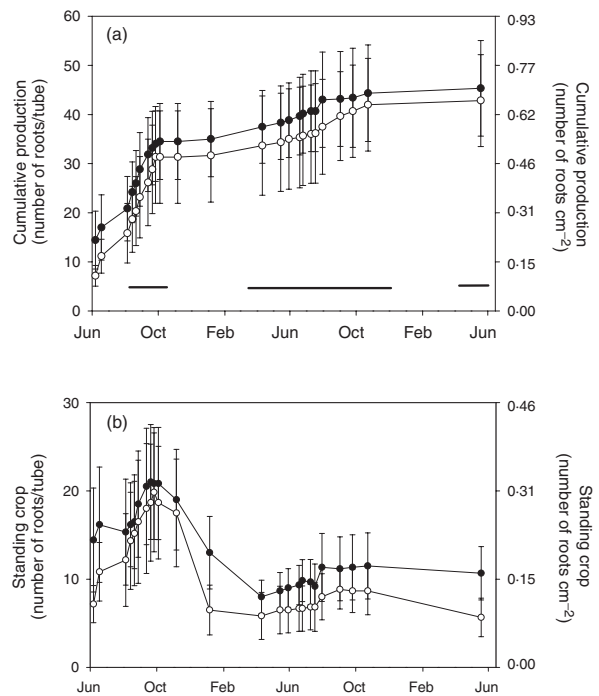 (a)
60
50
40
30
20
10
0
Cumulative production
(number of roots/tube)
0·93
0·77
0·62
0·46
0·31
0·15
0·00
Cumulative production
(number of roots cm–2)
Jun Oct Feb Jun Oct Feb Jun
(b)
30
20
10
0
Standing crop
(number of roots/tube)
0·46
0·31
0·15
0·00
Standing crop
(number of roots cm–2)
Jun Oct Feb Jun Oct Feb Jun